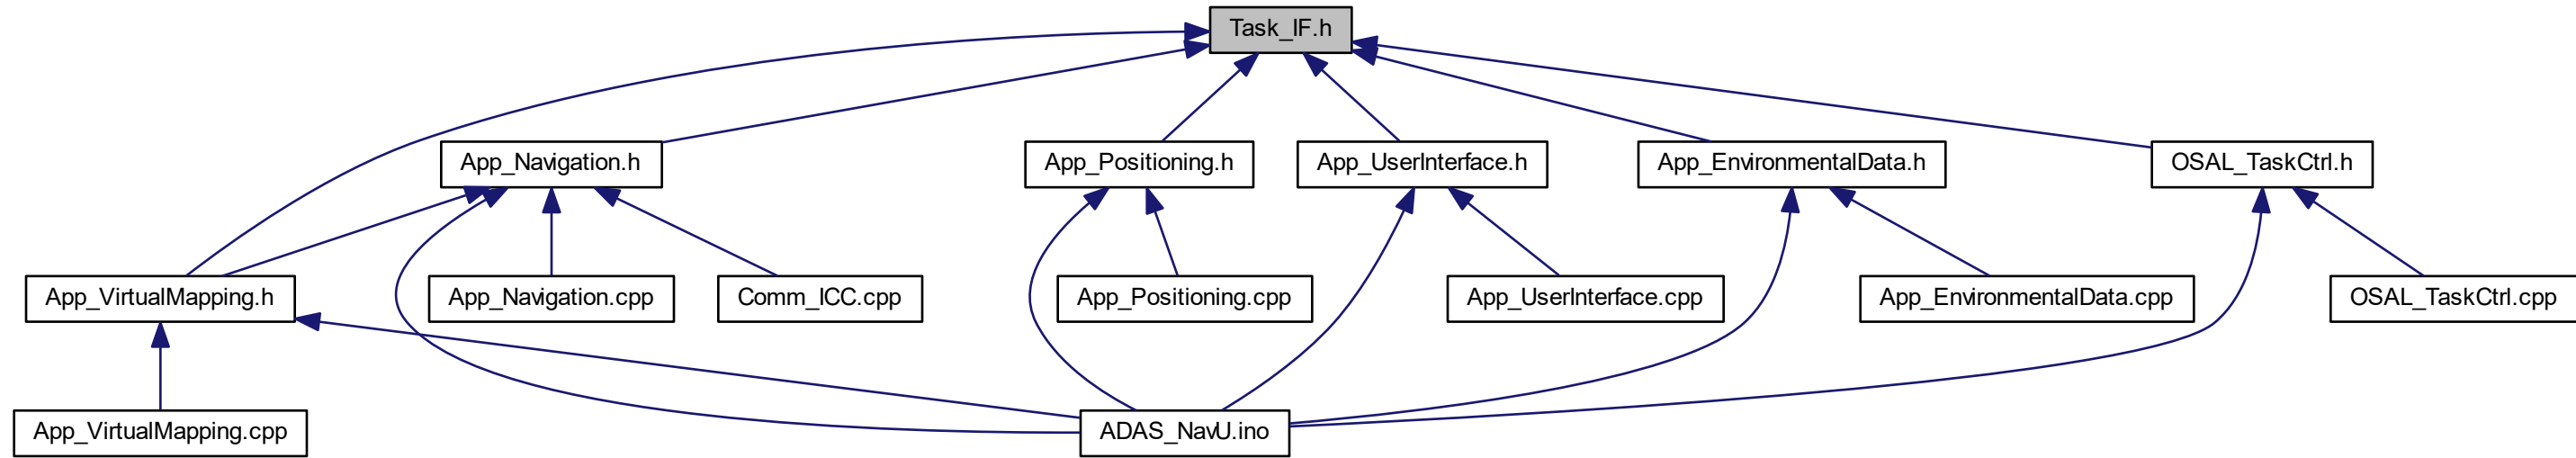 Task_IF.h
App_Navigation.h
App_Positioning.h
App_UserInterface.h
App_EnvironmentalData.h
OSAL_TaskCtrl.h
App_VirtualMapping.h
App_Navigation.cpp
Comm_ICC.cpp
App_Positioning.cpp
App_UserInterface.cpp
App_EnvironmentalData.cpp
OSAL_TaskCtrl.cpp
App_VirtualMapping.cpp
ADAS_NavU.ino